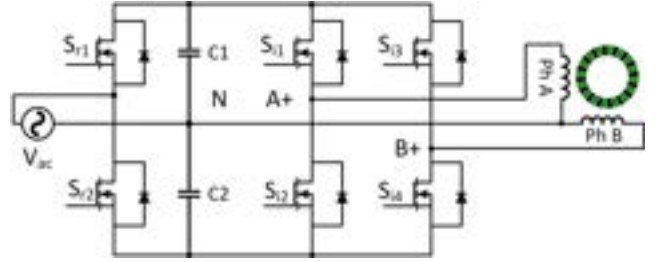 Sr1
C1
Si1
Si3
Ph A
N
A+
Vac
B+
Ph B
Sr2
C2
Si2
Si4